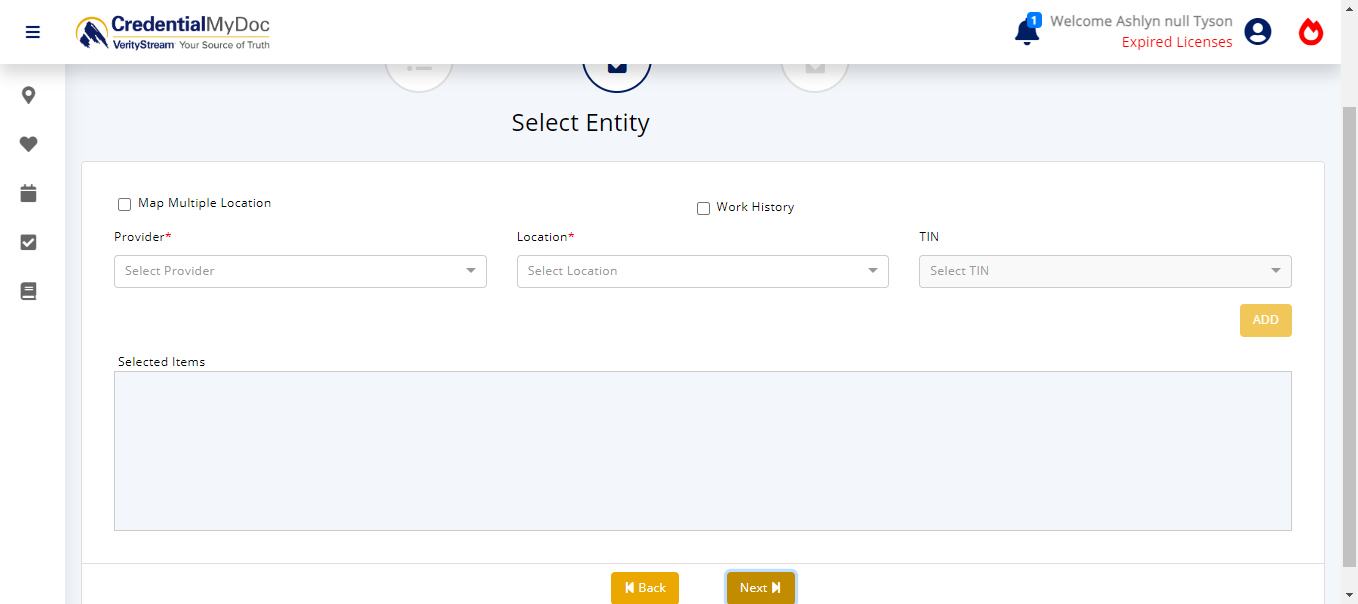 CredentialMyDoc
VerityStream Your Source of Truth
1
Welcome Ashlyn null Tyson
Expired Licenses
Select Entity
Map Multiple Location
Work History
Provider*
Location*
TIN
Select Provider
Select Location
Select TIN
ADD
Selected Items
Back
Next